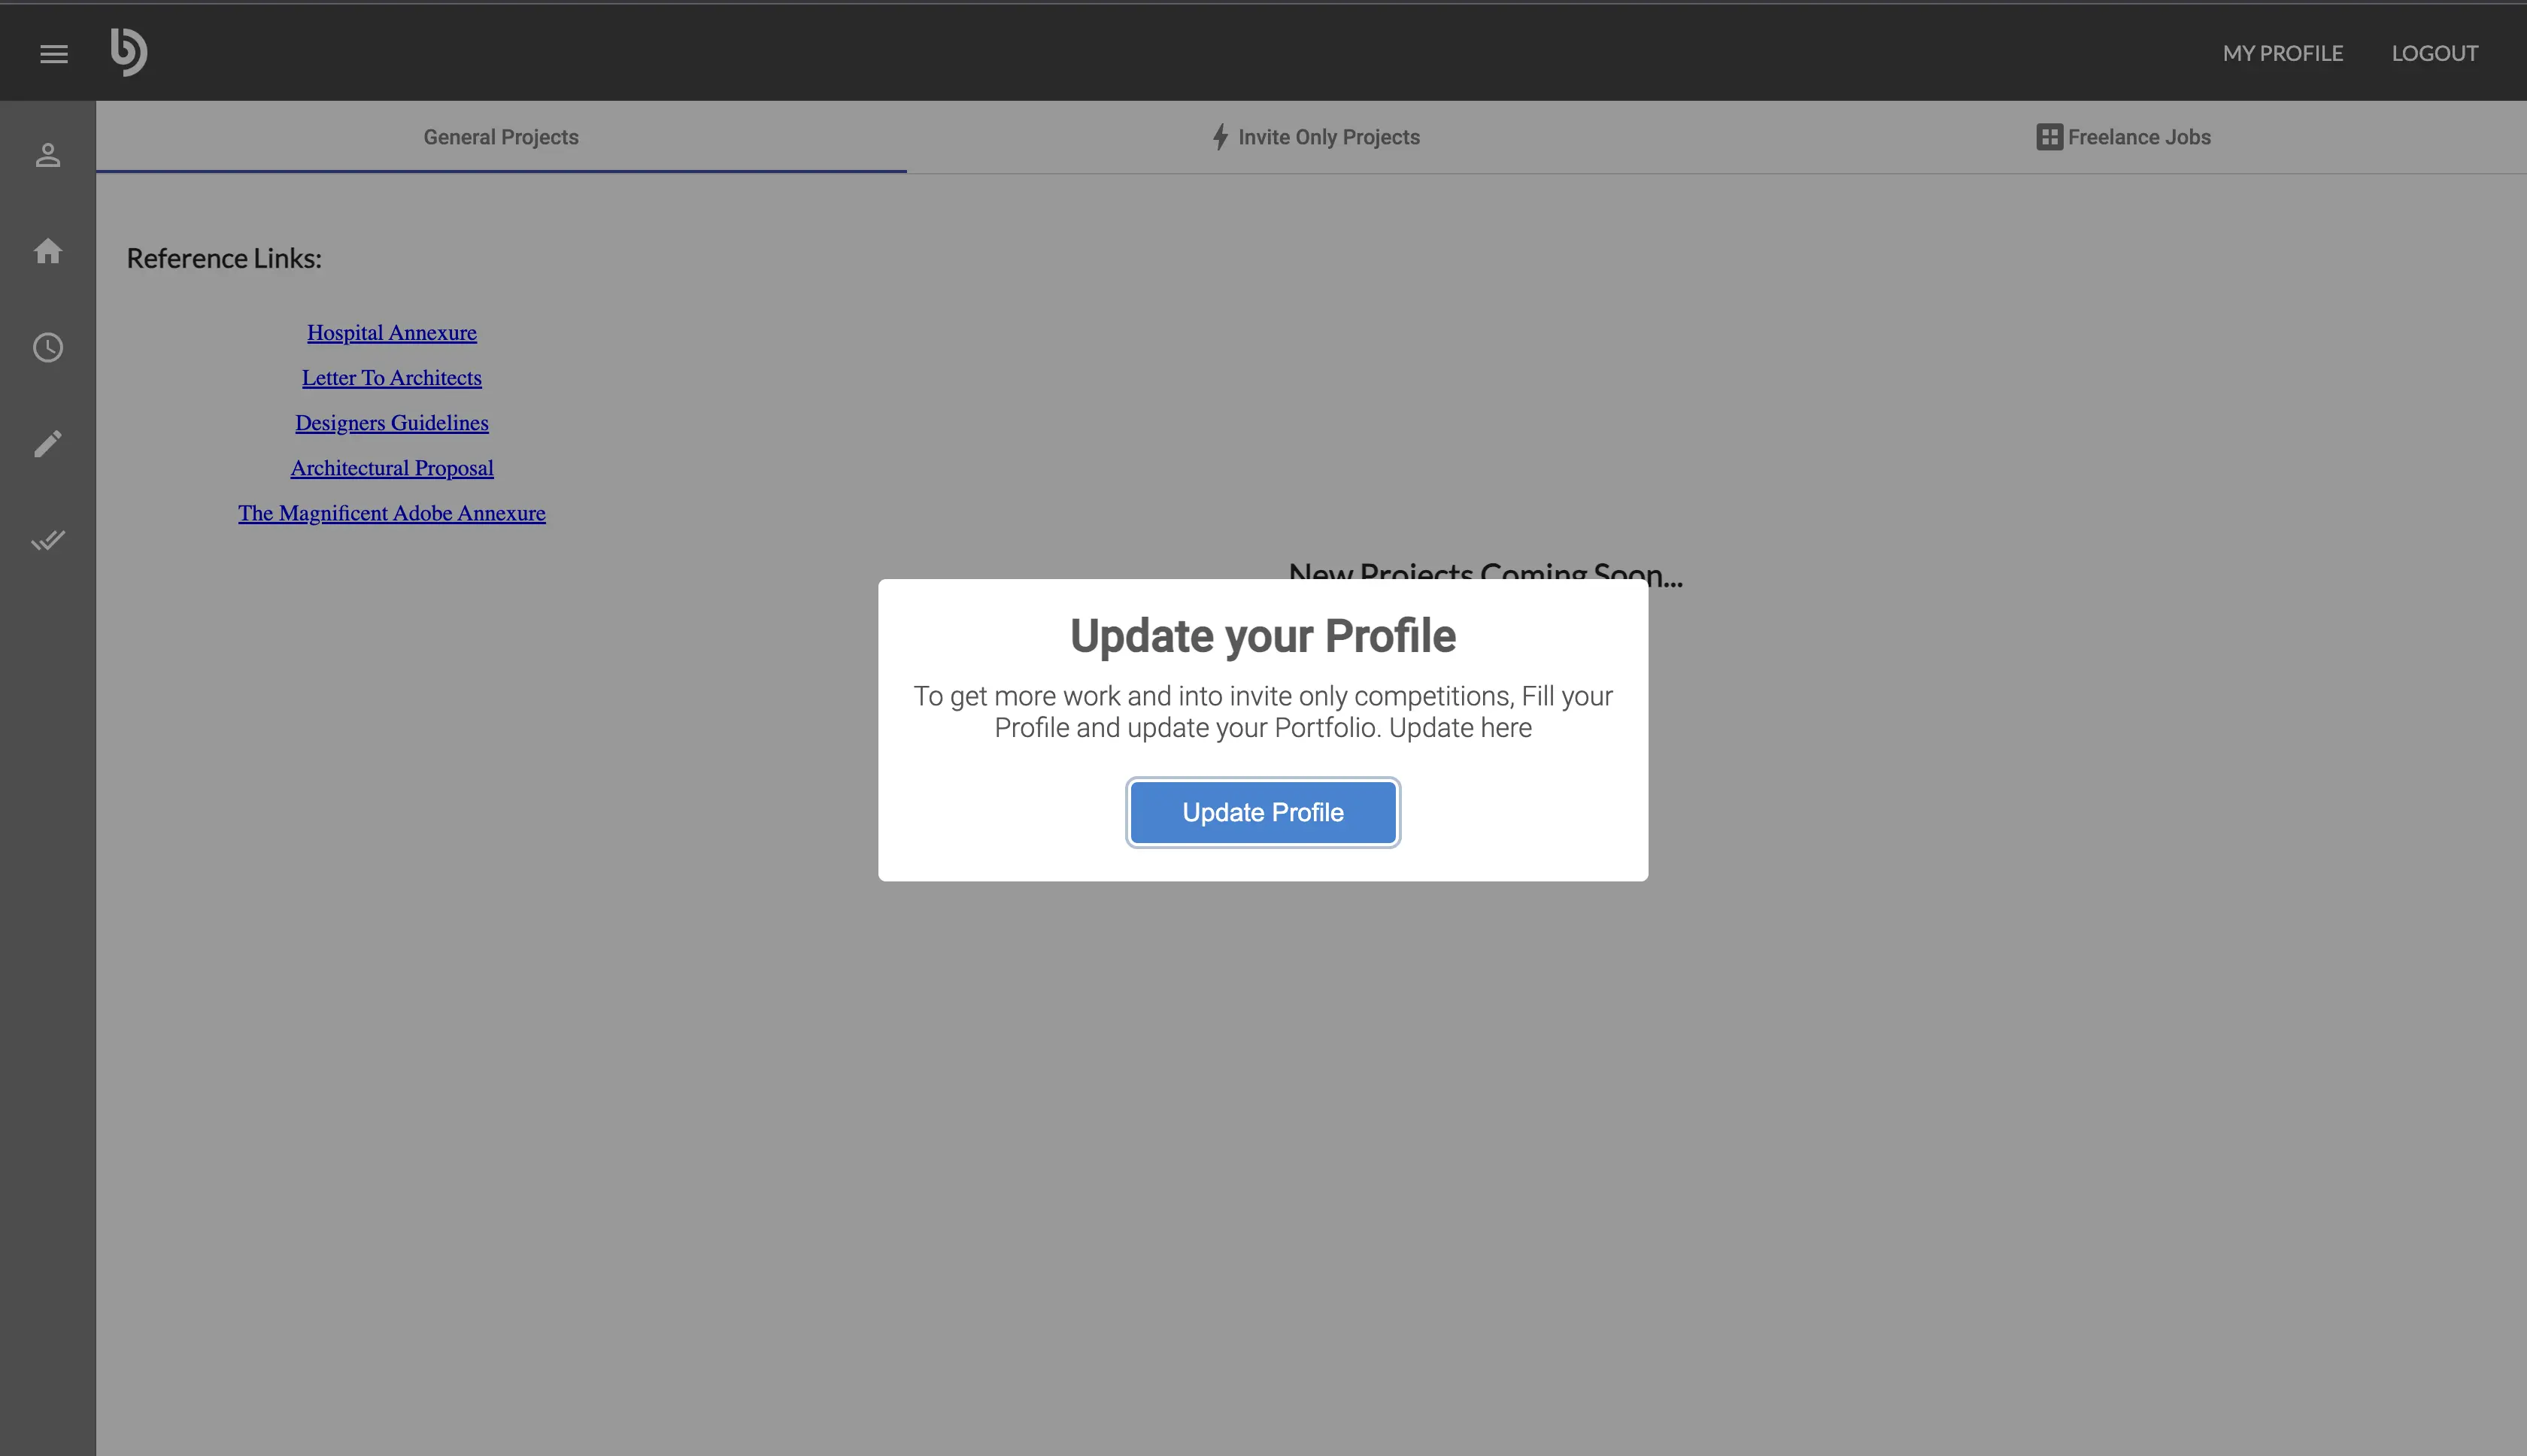 MY PROFILE
LOGOUT
General Projects
Invite Only Projects
Freelance Jobs
Reference Links:
Hospital Annexure
Letter To Architects
Designers Guidelines
Architectural Proposal
The Magnificent Adobe Annexure
New Projects Coming Soon...
Update your Profile
To get more work and into invite only competitions, Fill your
Profile and update your Portfolio. Update here
Update Profile